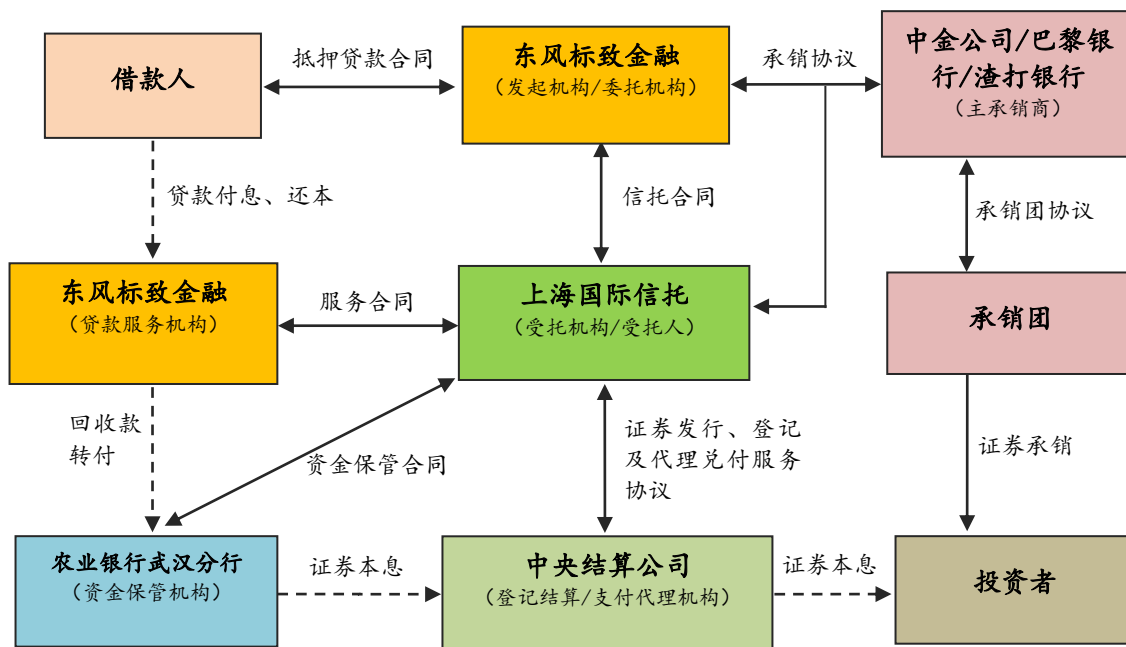 借款人
抵押贷款合同
东风标致金融
（发起机构/委托机构）
承销协议
中金公司/巴黎银
行/渣打银行
（主承销商）
贷款付息、还本
信托合同
承销团协议
东风标致金融
（贷款服务机构）
服务合同
上海国际信托
（受托机构/受托人）
承销团
回收款
转付
资金保管合同
证券发行、登记
及代理兑付服务
协议
证券承销
农业银行武汉分行
（资金保管机构）
证券本息
中央结算公司
（登记结算/支付代理机构）
证券本息
投资者